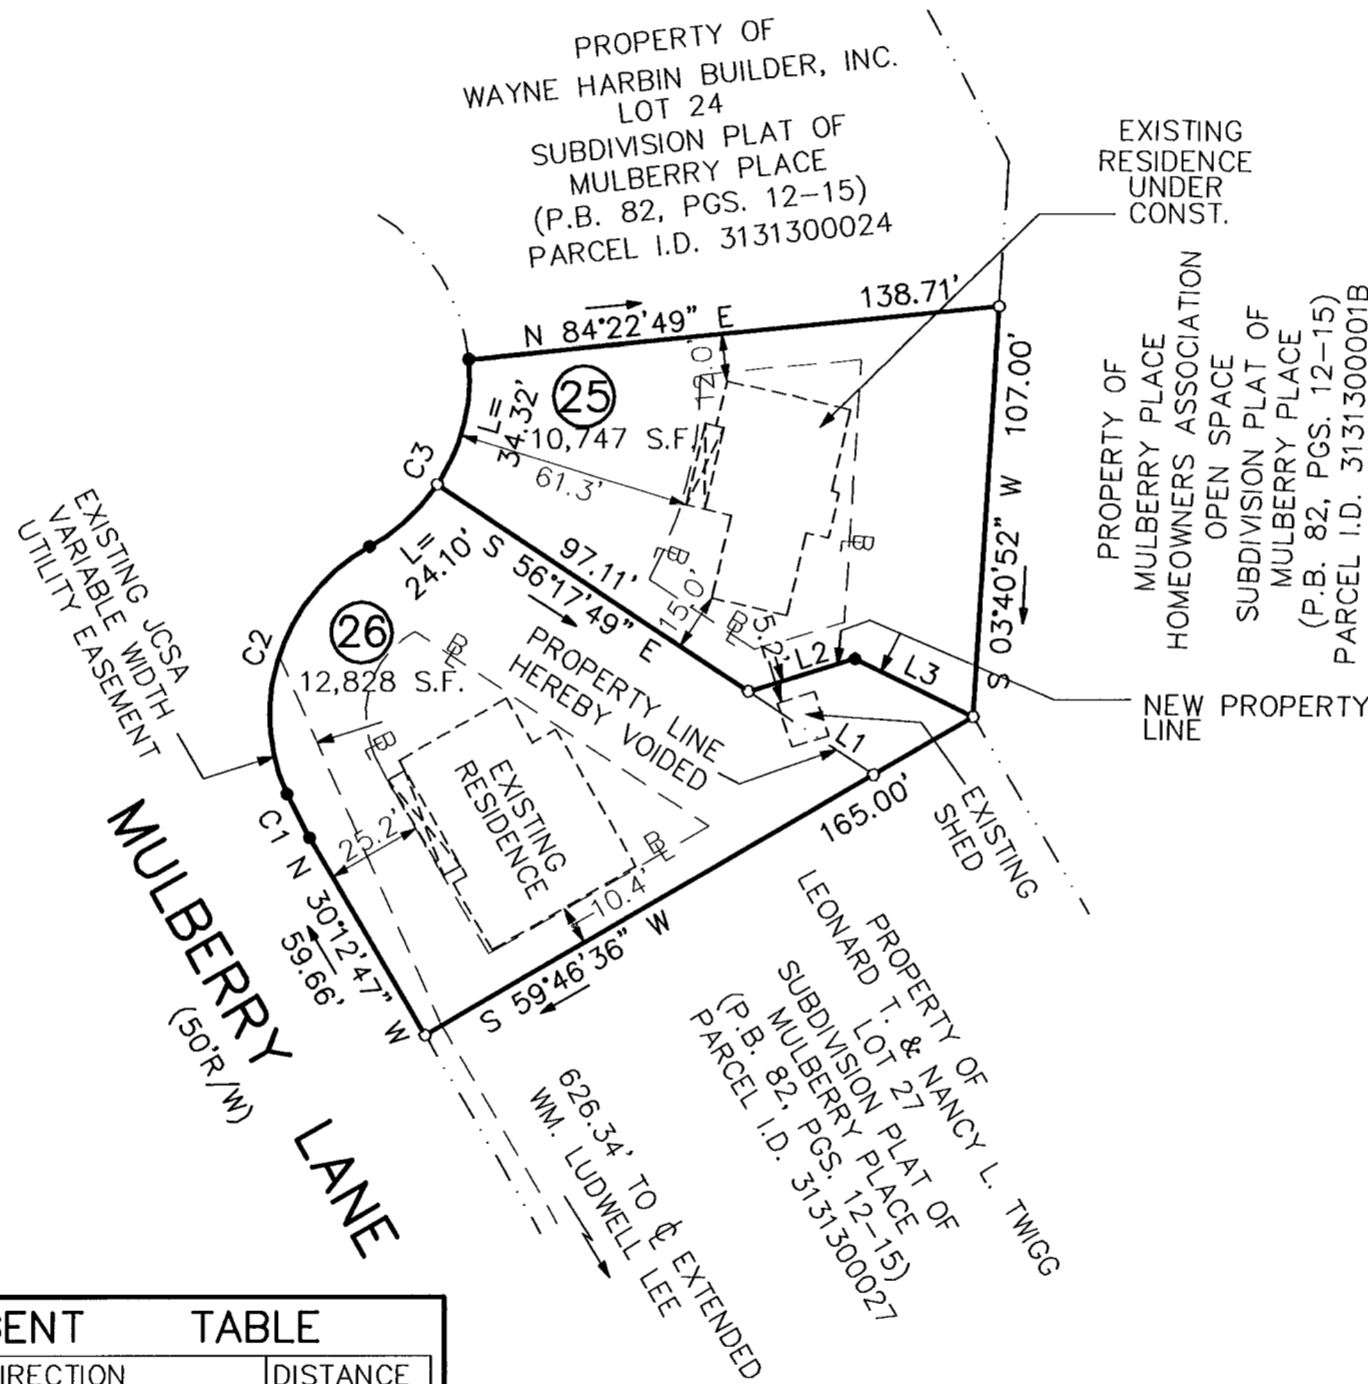 PROPERTY OF
WAYNE HARBIN BUILDER, INC.
LOT 24
SUBDIVISION PLAT OF
MULBERRY PLACE
(P.B. 82, PGS. 12-15)
PARCEL I.D. 3131300024
EXISTING
RESIDENCE
UNDER
CONST.
N 84°22'49" E
138.71'
12.0'
25
10,747 S.F.
L=
34.32'
61.3'
C3
S 03°40'52" W 107.00'
PROPERTY OF
MULBERRY PLACE
HOMEOWNERS ASSOCIATION
OPEN SPACE
SUBDIVISION PLAT OF
MULBERRY PLACE
(P.B. 82, PGS. 12-15)
PARCEL I.D. 3131300001B
EXISTING JCSA
VARIABLE WIDTH
UTILITY EASEMENT
L=
24.10'
S 56°17'49" E
97.11'
BL
BL
15.0'
BL
5.2'
L2
L3
NEW PROPERTY
LINE
C2
26
12,828 S.F.
BL
BL
PROPERTY LINE
HEREBY VOIDED
L1
EXISTING
SHED
EXISTING
RESIDENCE
BL
25.2'
10.4'
165.00'
S 59°46'36" W
C1
N 30°12'47" W
59.66'
MULBERRY LANE
(50'R/W)
PROPERTY OF
LEONARD T. & NANCY L. TWIGG
LOT 27
SUBDIVISION PLAT OF
MULBERRY PLACE
(P.B. 82, PGS. 12-15)
PARCEL I.D. 3131300027
626.34' TO ℄ EXTENDED
WM. LUDWELL LEE
ENT TABLE
IRECTION DISTANCE